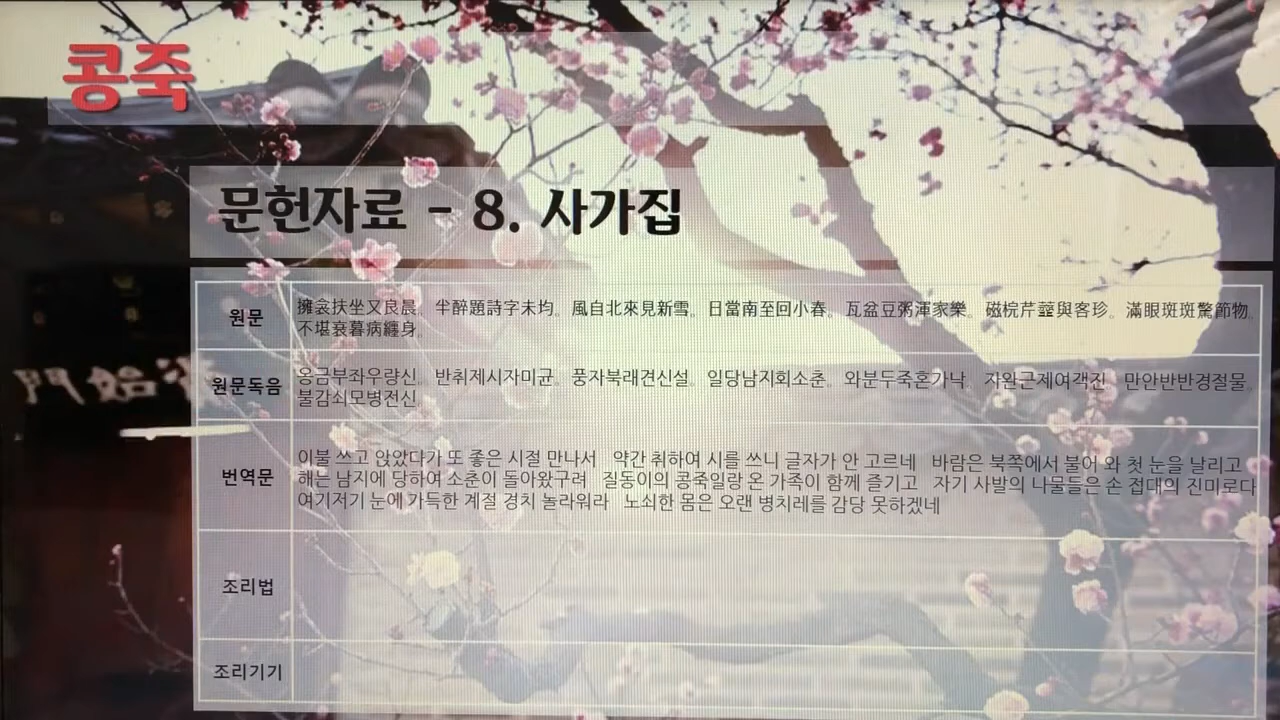 콩죽
문헌자료 - 8. 사가집
원문
擁衾扶坐又良晨。 半醉題詩字未均。 風自北來見新雪。 日當南至回小春。 瓦盆豆粥渾家樂。 磁椀芹虀與客珍。 滿眼斑斑驚節物。
不堪衰暮病纏身。
원문독음
옹금부좌우량신。 반취제시자미균。 풍자북래견신설。 일당남지회소춘。 와분두죽혼가낙。 자완근제여객진。 만안반반경절물。
불감쇠모병전신。
번역문
이불 쓰고 앉았다가 또 좋은 시절 만나서 약간 취하여 시를 쓰니 글자가 안 고르네 바람은 북쪽에서 불어 와 첫 눈을 날리고
해는 남지에 당하여 소춘이 돌아왔구려 질동이의 콩죽일랑 온 가족이 함께 즐기고 자기 사발의 나물들은 손 접대의 진미로다
여기저기 눈에 가득한 계절 경치 놀라워라 노쇠한 몸은 오랜 병치레를 감당 못하겠네
조리법
조리기기